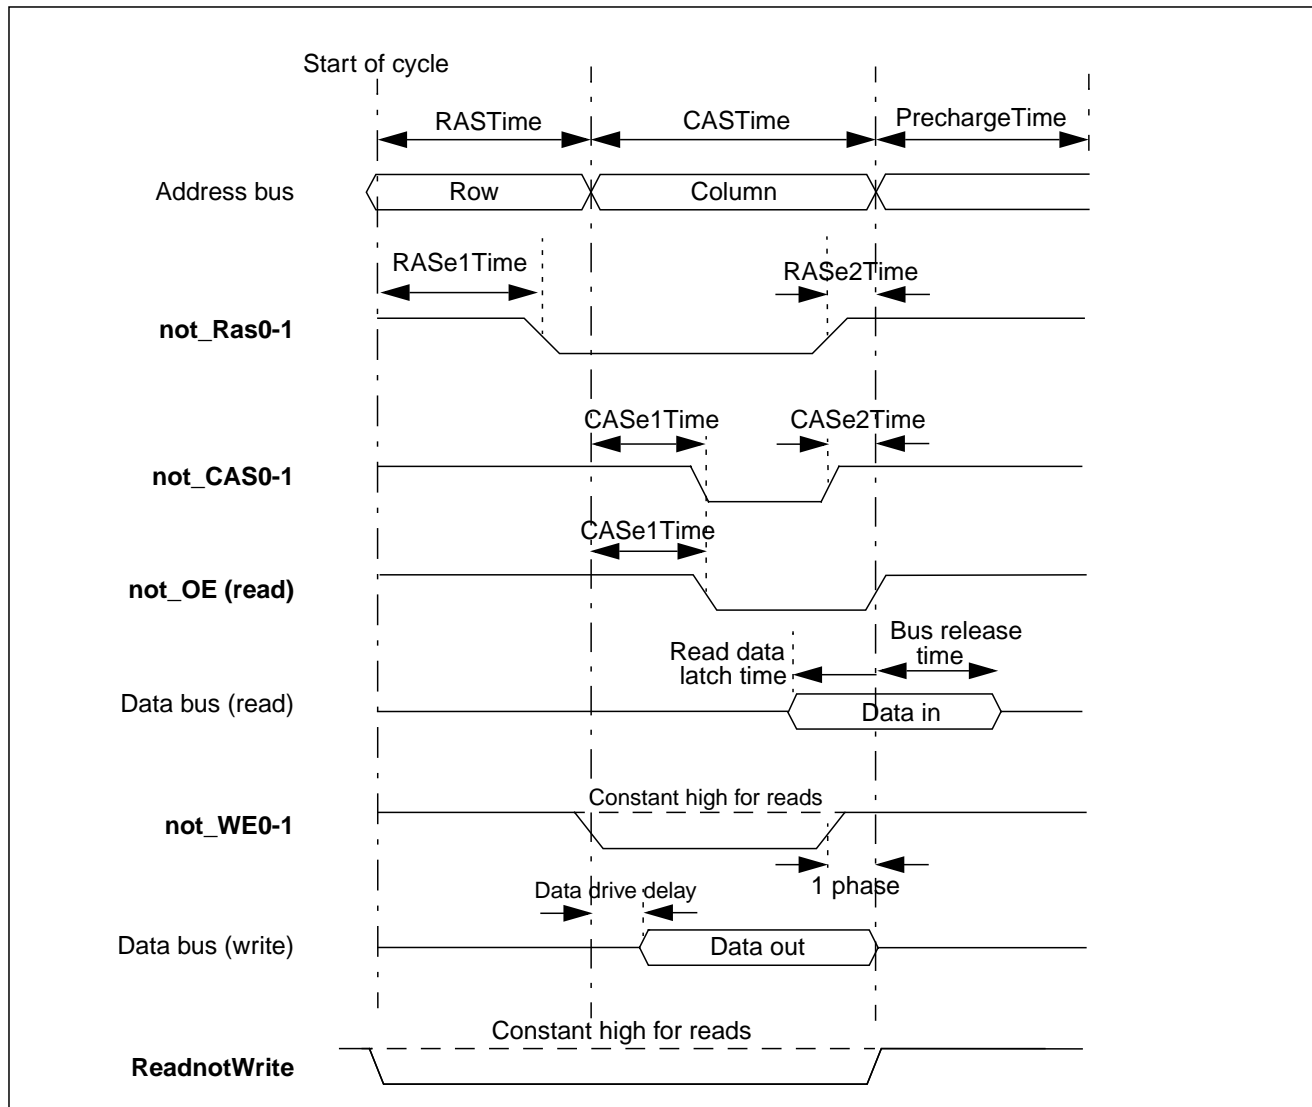 Start of cycle
RASTime
CASTime
PrechargeTime
Address bus
Row
Column
RASe1Time
RASe2Time
not_Ras0-1
CASe1Time
CASe2Time
not_CAS0-1
CASe1Time
not_OE (read)
Read data
latch time
Bus release
time
Data bus (read)
Data in
Constant high for reads
not_WE0-1
1 phase
Data drive delay
Data bus (write)
Data out
Constant high for reads
ReadnotWrite